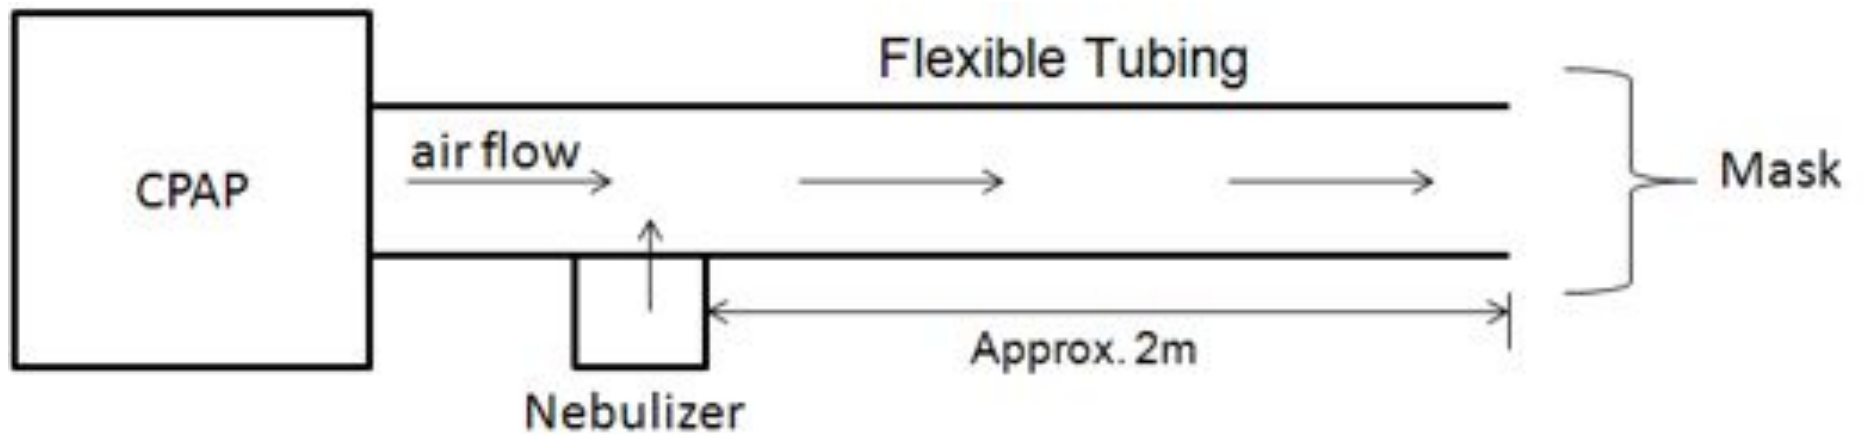 Flexible Tubing
air flow
CPAP
Mask
Approx. 2m
Nebulizer